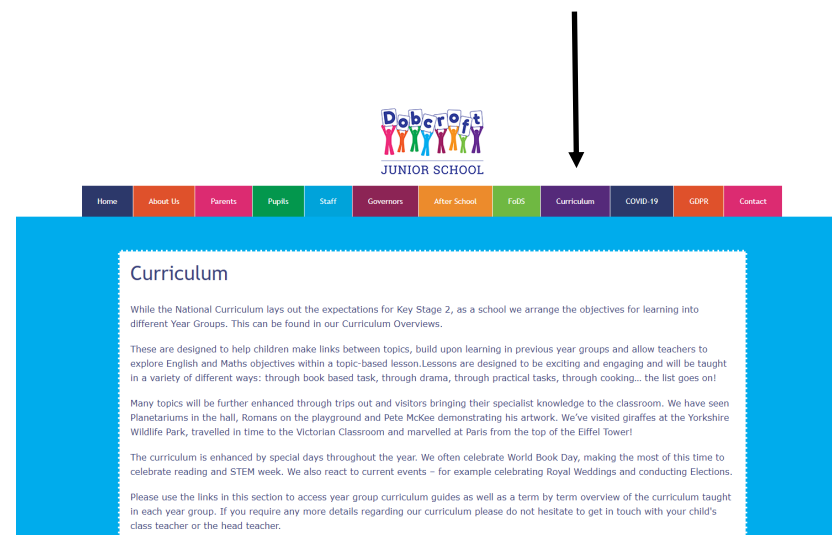 Dobcroft
JUNIOR SCHOOL
Home About Us Parents Pupils Staff Governors After School FoDS Curriculum COVID-19 GDPR Contact
Curriculum
While the National Curriculum lays out the expectations for Key Stage 2, as a school we arrange the objectives for learning into
different Year Groups. This can be found in our Curriculum Overviews.
These are designed to help children make links between topics, build upon learning in previous year groups and allow teachers to
explore English and Maths objectives within a topic-based lesson.Lessons are designed to be exciting and engaging and will be taught
in a variety of different ways: through book based task, through drama, through practical tasks, through cooking… the list goes on!
Many topics will be further enhanced through trips out and visitors bringing their specialist knowledge to the classroom. We have seen
Planetariums in the hall, Romans on the playground and Pete McKee demonstrating his artwork. We've visited giraffes at the Yorkshire
Wildlife Park, travelled in time to the Victorian Classroom and marvelled at Paris from the top of the Eiffel Tower!
The curriculum is enhanced by special days throughout the year. We often celebrate World Book Day, making the most of this time to
celebrate reading and STEM week. We also react to current events – for example celebrating Royal Weddings and conducting Elections.
Please use the links in this section to access year group curriculum guides as well as a term by term overview of the curriculum taught
in each year group. If you require any more details regarding our curriculum please do not hesitate to get in touch with your child's
class teacher or the head teacher.